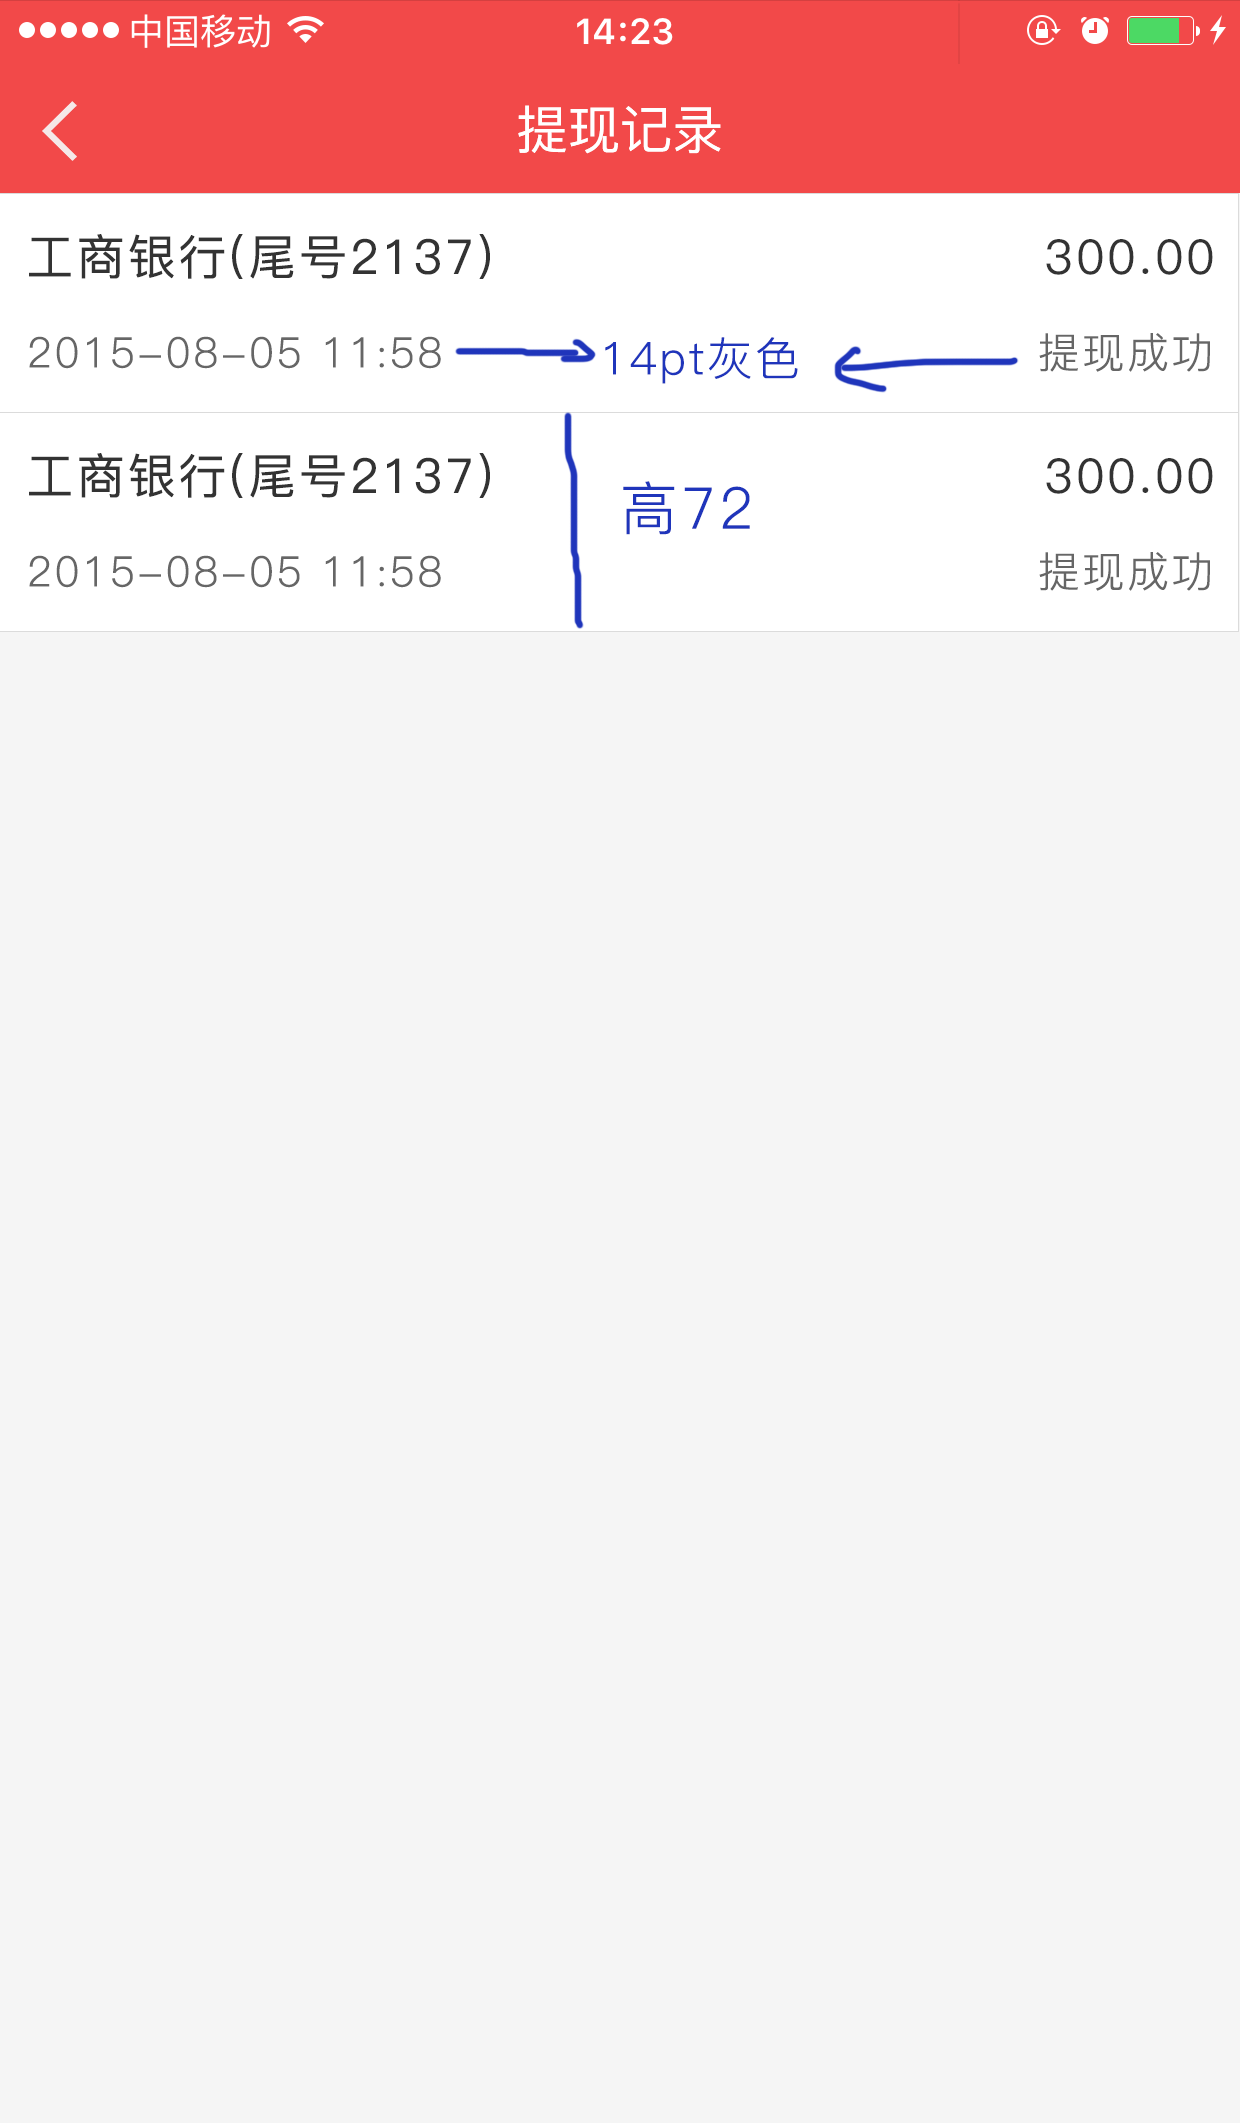 中国移动 14:23
提现记录
工商银行(尾号2137) 300.00
2015-08-05 11:58 14pt灰色 提现成功
工商银行(尾号2137) 高72 300.00
2015-08-05 11:58 提现成功